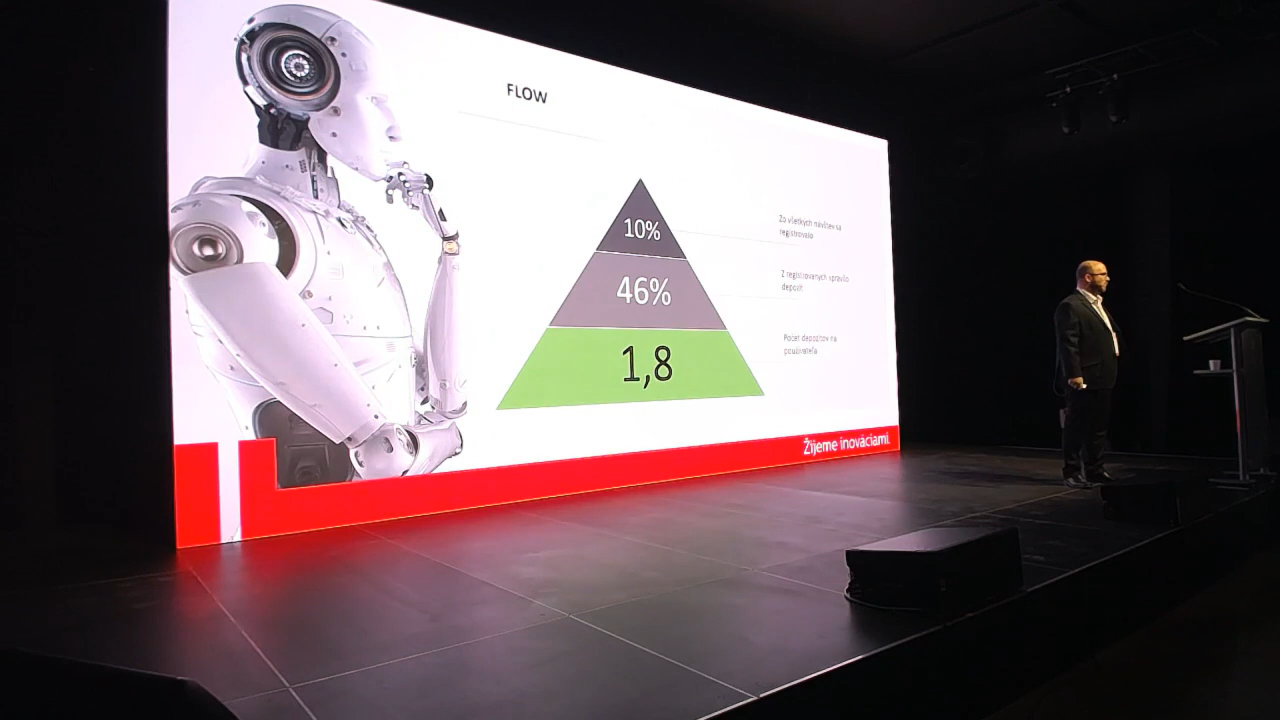 FLOW
10%
Zo všetkých návštev sa
registrovalo
46%
Z registrovaných spravilo
depozit
1,8
Počet depozitov na
používateľa
Žijeme inováciami.